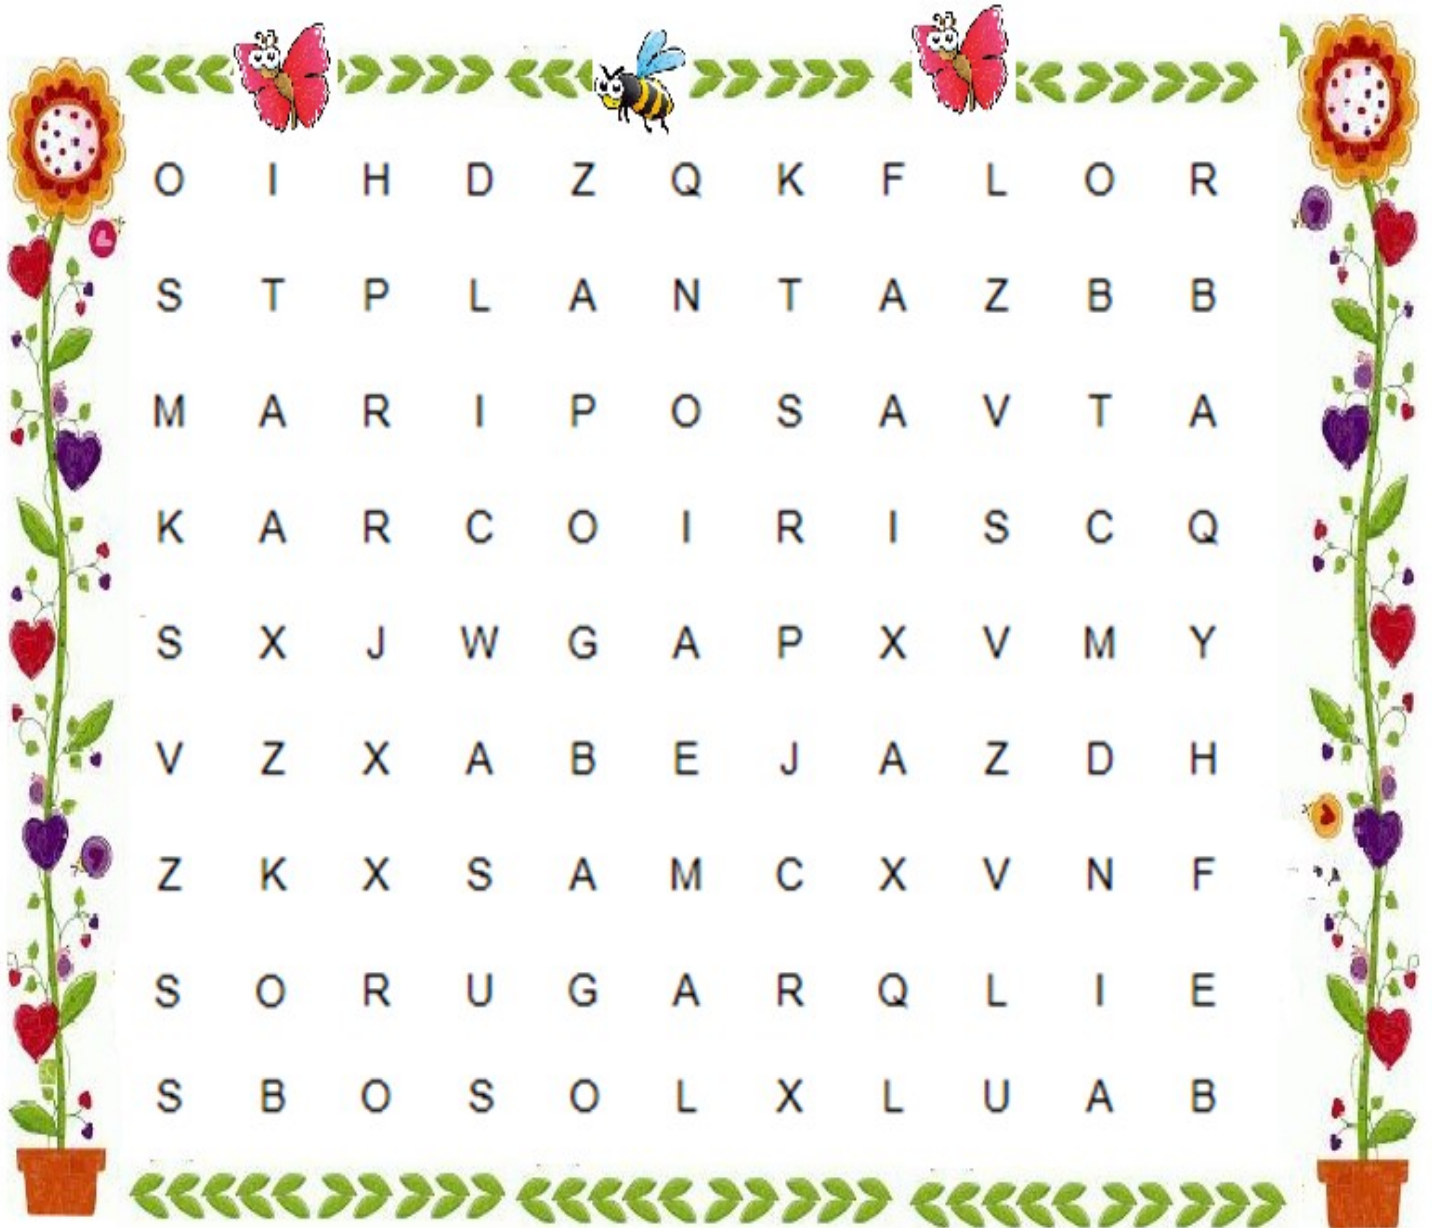 O I H D Z Q K F L O R
S T P L A N T A Z B B
M A R I P O S A V T A
K A R C O I R I S C Q
S X J W G A P X V M Y
V Z X A B E J A Z D H
Z K X S A M C X V N F
S O R U G A R Q L I E
S B O S O L X L U A B